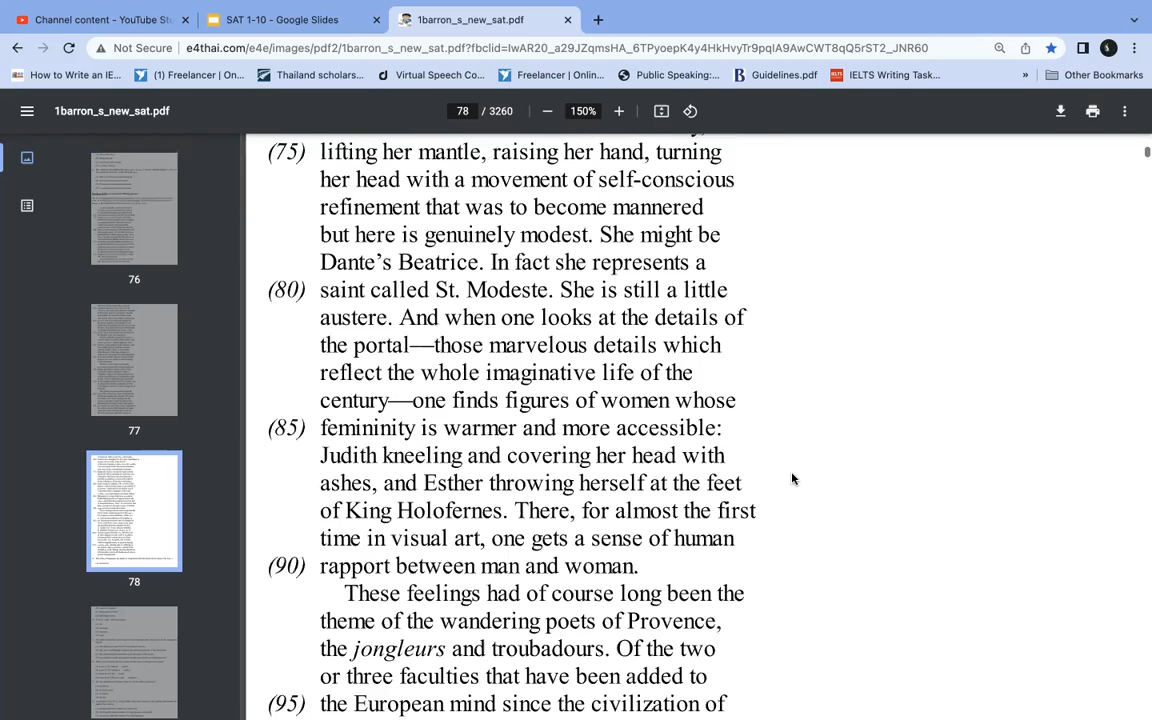 Channel content - YouTube Stu
SAT 1-10 - Google Slides
1barron_s_new_sat.pdf
Not Secure
e4thai.com/e4e/images/pdf2/1barron_s_new_sat.pdf?fbclid=IwAR20_a29JZqmsHA_6TPyoepK4y4HkHvyTr9pqIA9AwCWT8qQ5rST2_JNR60
How to Write an IE...
(1) Freelancer | On...
Thailand scholars...
Virtual Speech Co...
Freelancer | Onlin...
Public Speaking:...
Guidelines.pdf
IELTS
IELTS Writing Task...
»
Other Bookmarks
1barron_s_new_sat.pdf
78 / 3260
150%
76
77
78
(75) lifting her mantle, raising her hand, turning
her head with a movement of self-conscious
refinement that was to become mannered
but here is genuinely modest. She might be
Dante’s Beatrice. In fact she represents a
(80) saint called St. Modeste. She is still a little
austere. And when one looks at the details of
the portal—those marvelous details which
reflect the whole imaginative life of the
century—one finds figures of women whose
(85) femininity is warmer and more accessible:
Judith kneeling and covering her head with
ashes, and Esther throwing herself at the feet
of King Holofernes. There, for almost the first
time in visual art, one gets a sense of human
(90) rapport between man and woman.
These feelings had of course long been the
theme of the wandering poets of Provence,
the jongleurs and troubadours. Of the two
or three faculties that have been added to
(95) the European mind since the civilization of